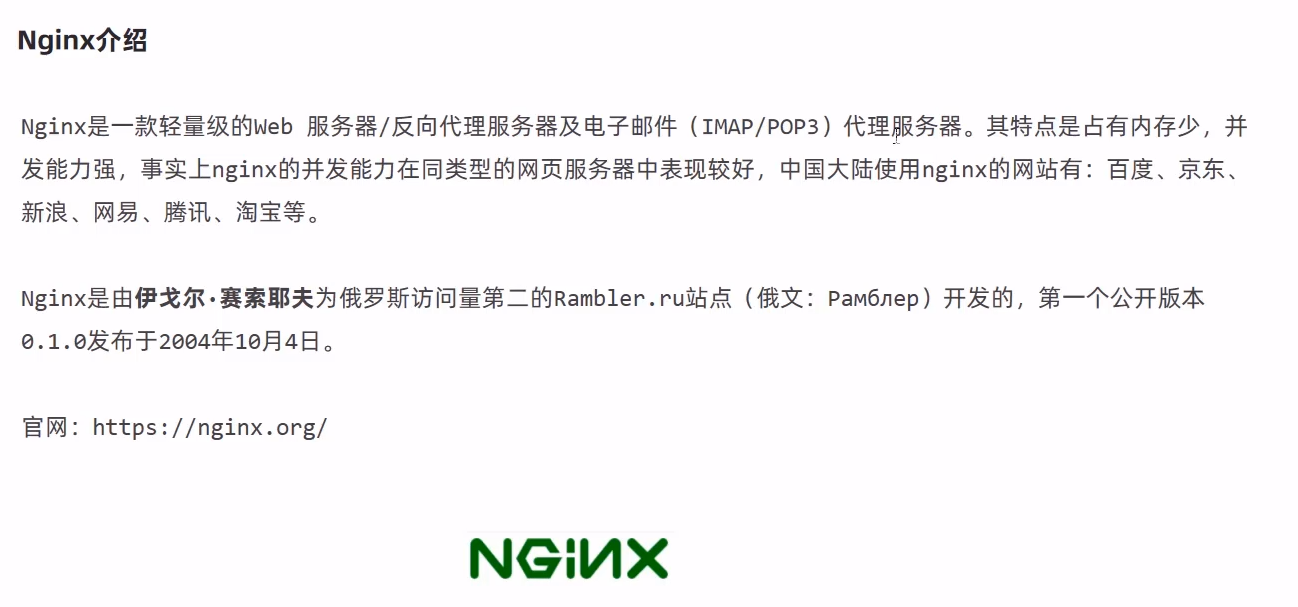 Nginx介绍
Nginx是一款轻量级的Web 服务器/反向代理服务器及电子邮件（IMAP/POP3）代理服务器。其特点是占有内存少，并
发能力强，事实上nginx的并发能力在同类型的网页服务器中表现较好，中国大陆使用nginx的网站有：百度、京东、
新浪、网易、腾讯、淘宝等。
Nginx是由伊戈尔·赛索耶夫为俄罗斯访问量第二的Rambler.ru站点（俄文：Рамблер）开发的，第一个公开版本
0.1.0发布于2004年10月4日。
官网：https://nginx.org/
NGINX